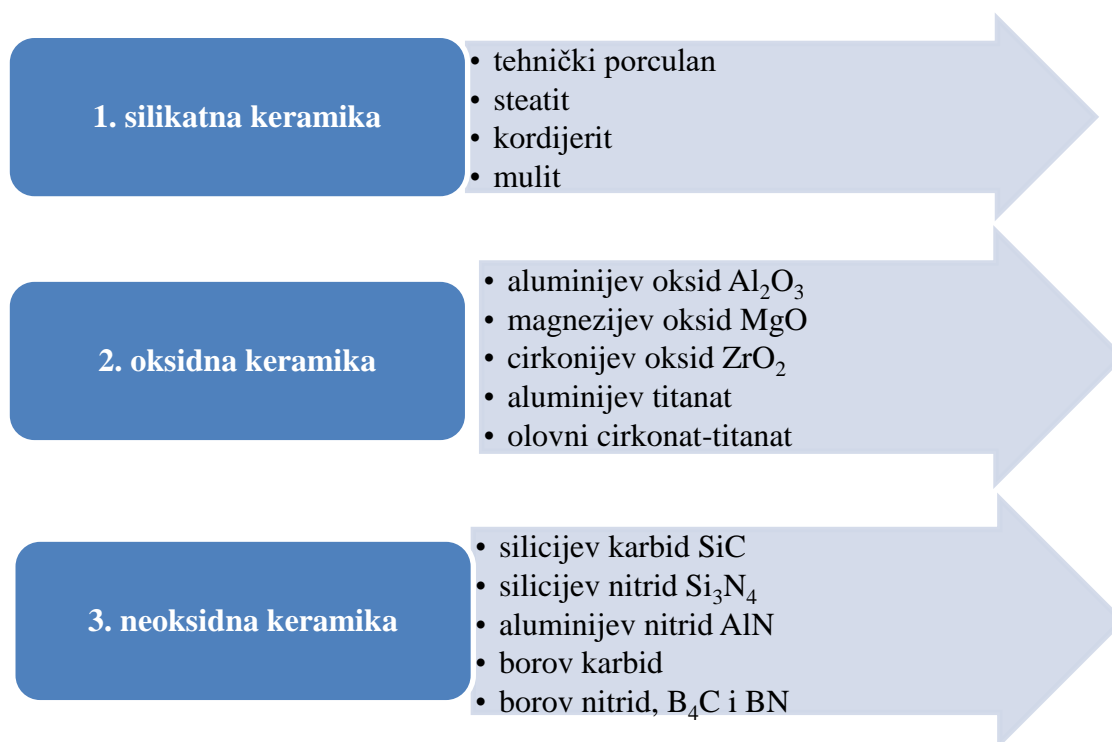 1. silikatna keramika
• tehnički porculan
• steatit
• kordijerit
• mulit
2. oksidna keramika
• aluminijev oksid Al₂O₃
• magnezijev oksid MgO
• cirkonijev oksid ZrO₂
• aluminijev titanat
• olovni cirkonat-titanat
3. neoksidna keramika
• silicijev karbid SiC
• silicijev nitrid Si₃N₄
• aluminijev nitrid AlN
• borov karbid
• borov nitrid, B₄C i BN